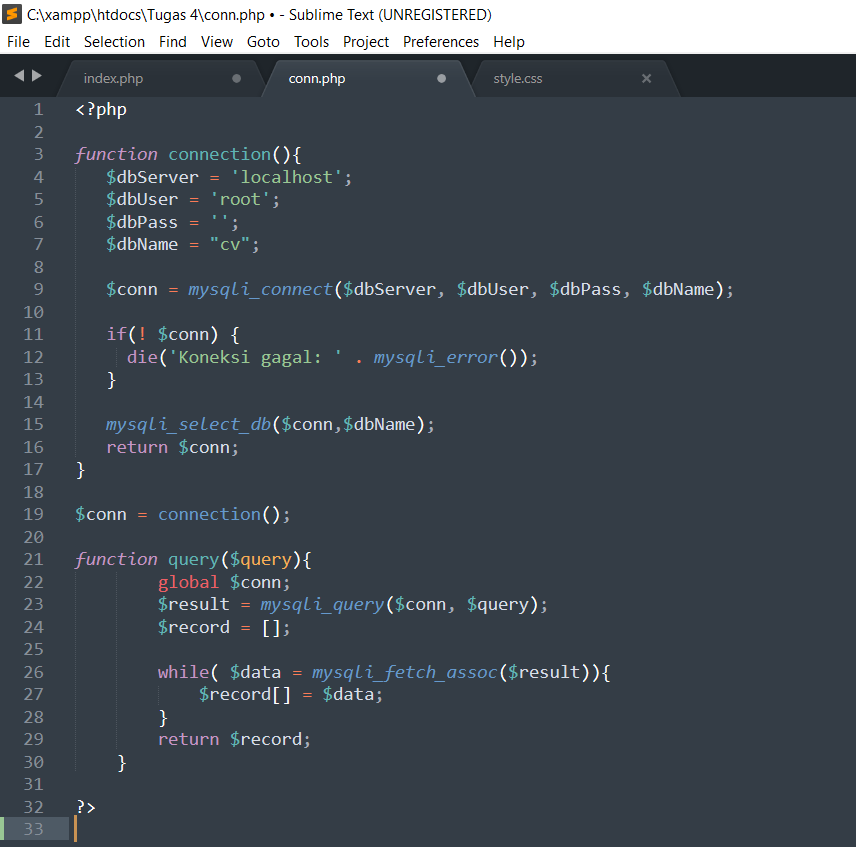 C:\xampp\htdocs\Tugas 4\conn.php • - Sublime Text (UNREGISTERED)
File Edit Selection Find View Goto Tools Project Preferences Help
index.php conn.php style.css
1 <?php
2
3 function connection(){
4 $dbServer = 'localhost';
5 $dbUser = 'root';
6 $dbPass = '';
7 $dbName = "cv";
8
9 $conn = mysqli_connect($dbServer, $dbUser, $dbPass, $dbName);
10
11 if(! $conn) {
12 die('Koneksi gagal: ' . mysqli_error());
13 }
14
15 mysqli_select_db($conn,$dbName);
16 return $conn;
17 }
18
19 $conn = connection();
20
21 function query($query){
22 global $conn;
23 $result = mysqli_query($conn, $query);
24 $record = [];
25
26 while( $data = mysqli_fetch_assoc($result)){
27 $record[] = $data;
28 }
29 return $record;
30 }
31
32 ?>
33